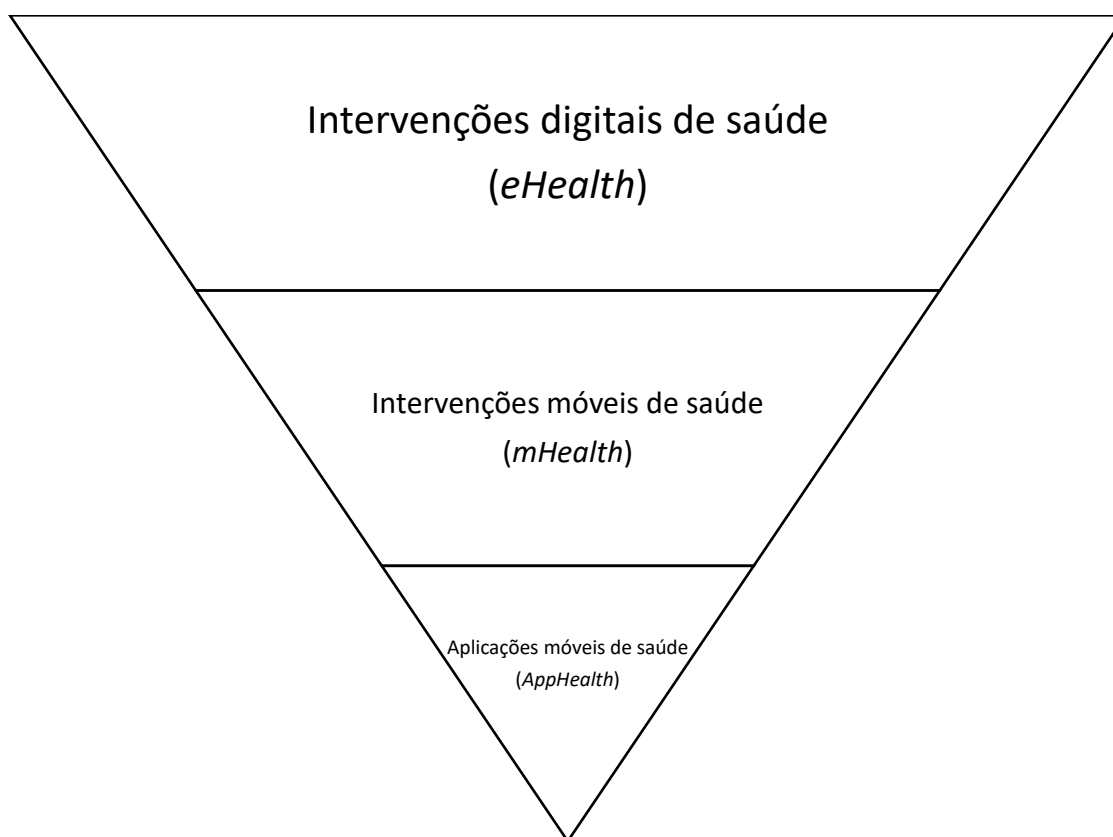 Intervenções digitais de saúde
(eHealth)
Intervenções móveis de saúde
(mHealth)
Aplicações móveis de saúde
(AppHealth)